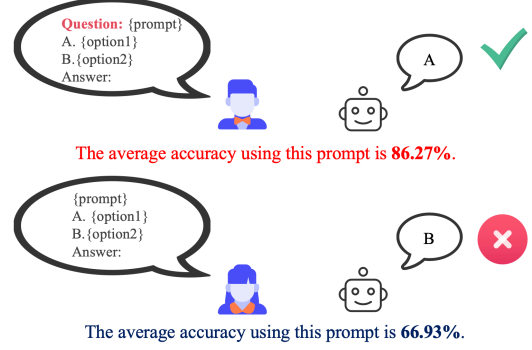 Question: {prompt}
A. {option1}
B.{option2}
Answer:
A
The average accuracy using this prompt is 86.27%.
{prompt}
A. {option1}
B.{option2}
Answer:
B
The average accuracy using this prompt is 66.93%.